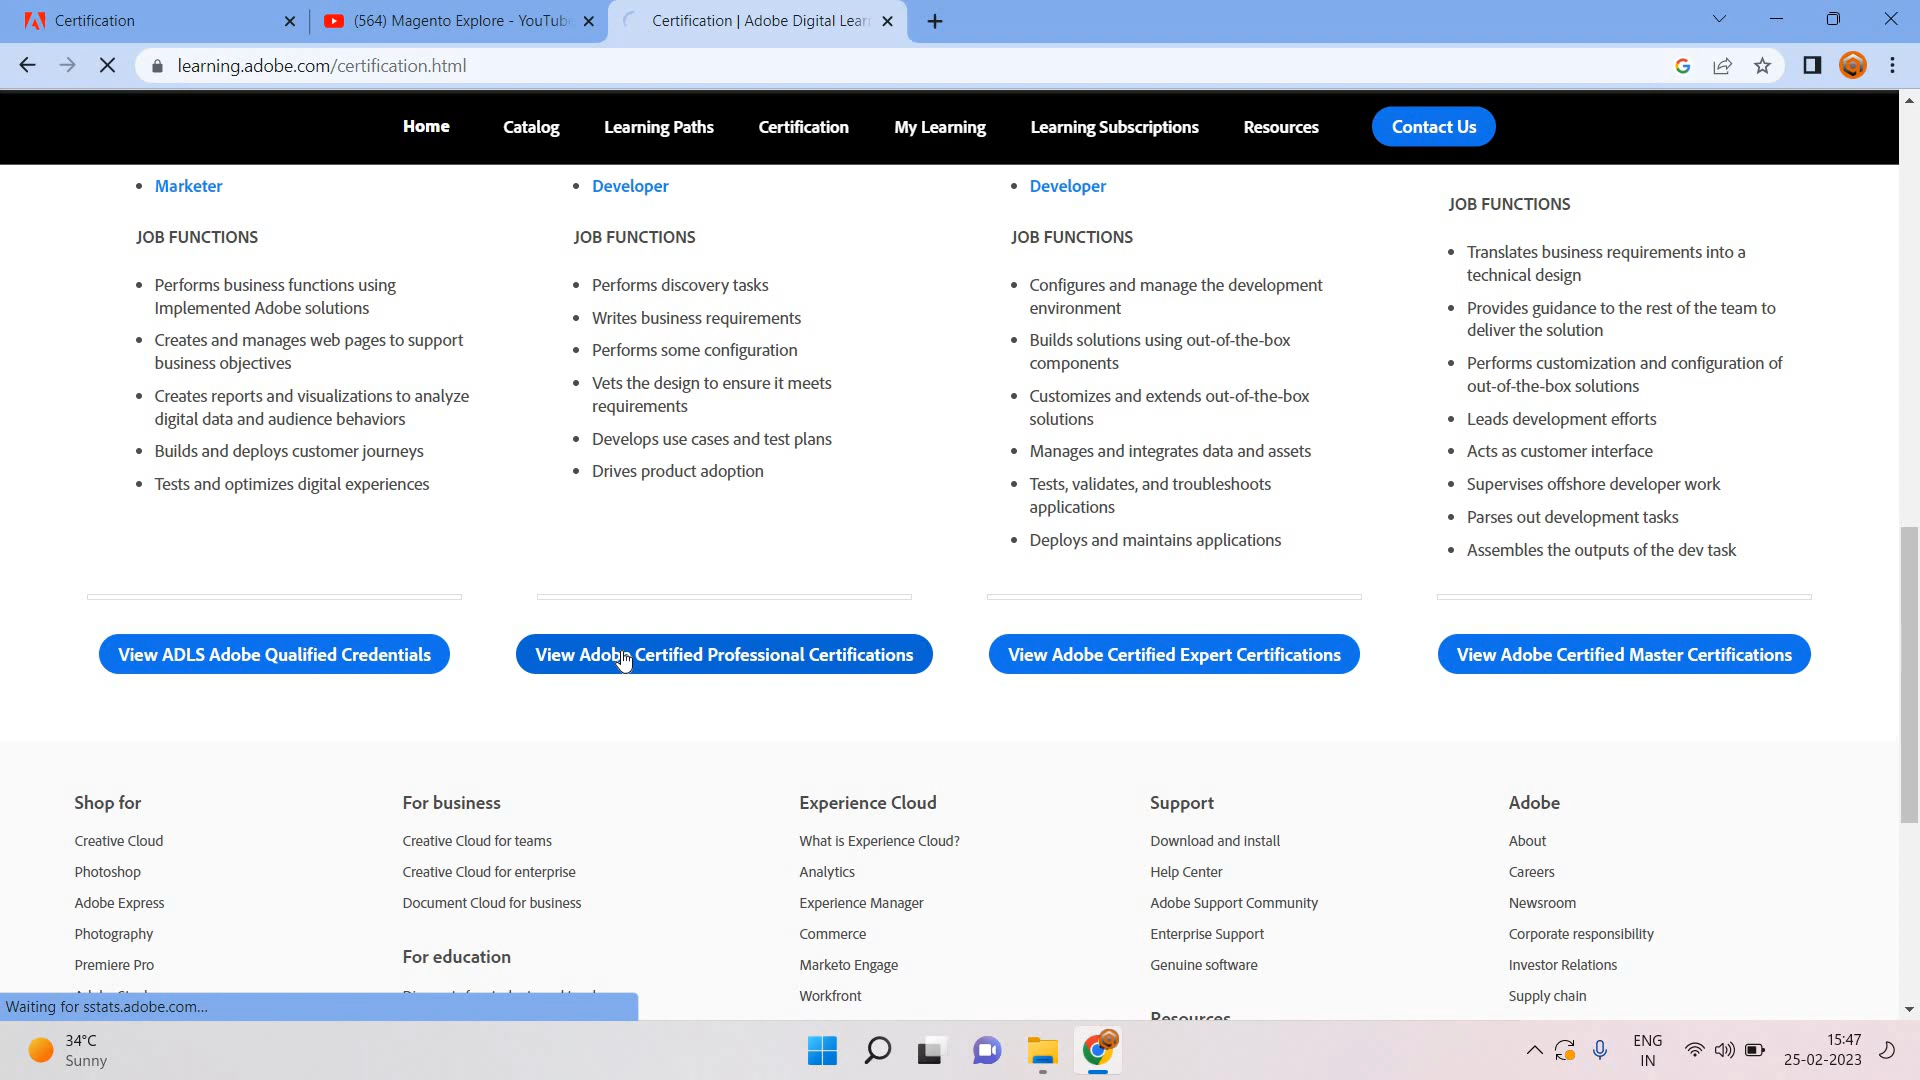 Certification
(564) Magento Explore - YouTub
Certification | Adobe Digital Lear
learning.adobe.com/certification.html
Home
Catalog
Learning Paths
Certification
My Learning
Learning Subscriptions
Resources
Contact Us
Marketer
JOB FUNCTIONS
Performs business functions using
Implemented Adobe solutions
Creates and manages web pages to support
business objectives
Creates reports and visualizations to analyze
digital data and audience behaviors
Builds and deploys customer journeys
Tests and optimizes digital experiences
View ADLS Adobe Qualified Credentials
Developer
JOB FUNCTIONS
Performs discovery tasks
Writes business requirements
Performs some configuration
Vets the design to ensure it meets
requirements
Develops use cases and test plans
Drives product adoption
View Adobe Certified Professional Certifications
Developer
JOB FUNCTIONS
Configures and manage the development
environment
Builds solutions using out-of-the-box
components
Customizes and extends out-of-the-box
solutions
Manages and integrates data and assets
Tests, validates, and troubleshoots
applications
Deploys and maintains applications
View Adobe Certified Expert Certifications
JOB FUNCTIONS
Translates business requirements into a
technical design
Provides guidance to the rest of the team to
deliver the solution
Performs customization and configuration of
out-of-the-box solutions
Leads development efforts
Acts as customer interface
Supervises offshore developer work
Parses out development tasks
Assembles the outputs of the dev task
View Adobe Certified Master Certifications
Shop for
Creative Cloud
Photoshop
Adobe Express
Photography
Premiere Pro
For business
Creative Cloud for teams
Creative Cloud for enterprise
Document Cloud for business
For education
Experience Cloud
What is Experience Cloud?
Analytics
Experience Manager
Commerce
Marketo Engage
Workfront
Support
Download and install
Help Center
Adobe Support Community
Enterprise Support
Genuine software
Resources
Adobe
About
Careers
Newsroom
Corporate responsibility
Investor Relations
Supply chain
Waiting for sstats.adobe.com...
34°C
Sunny
ENG
IN
15:47
25-02-2023